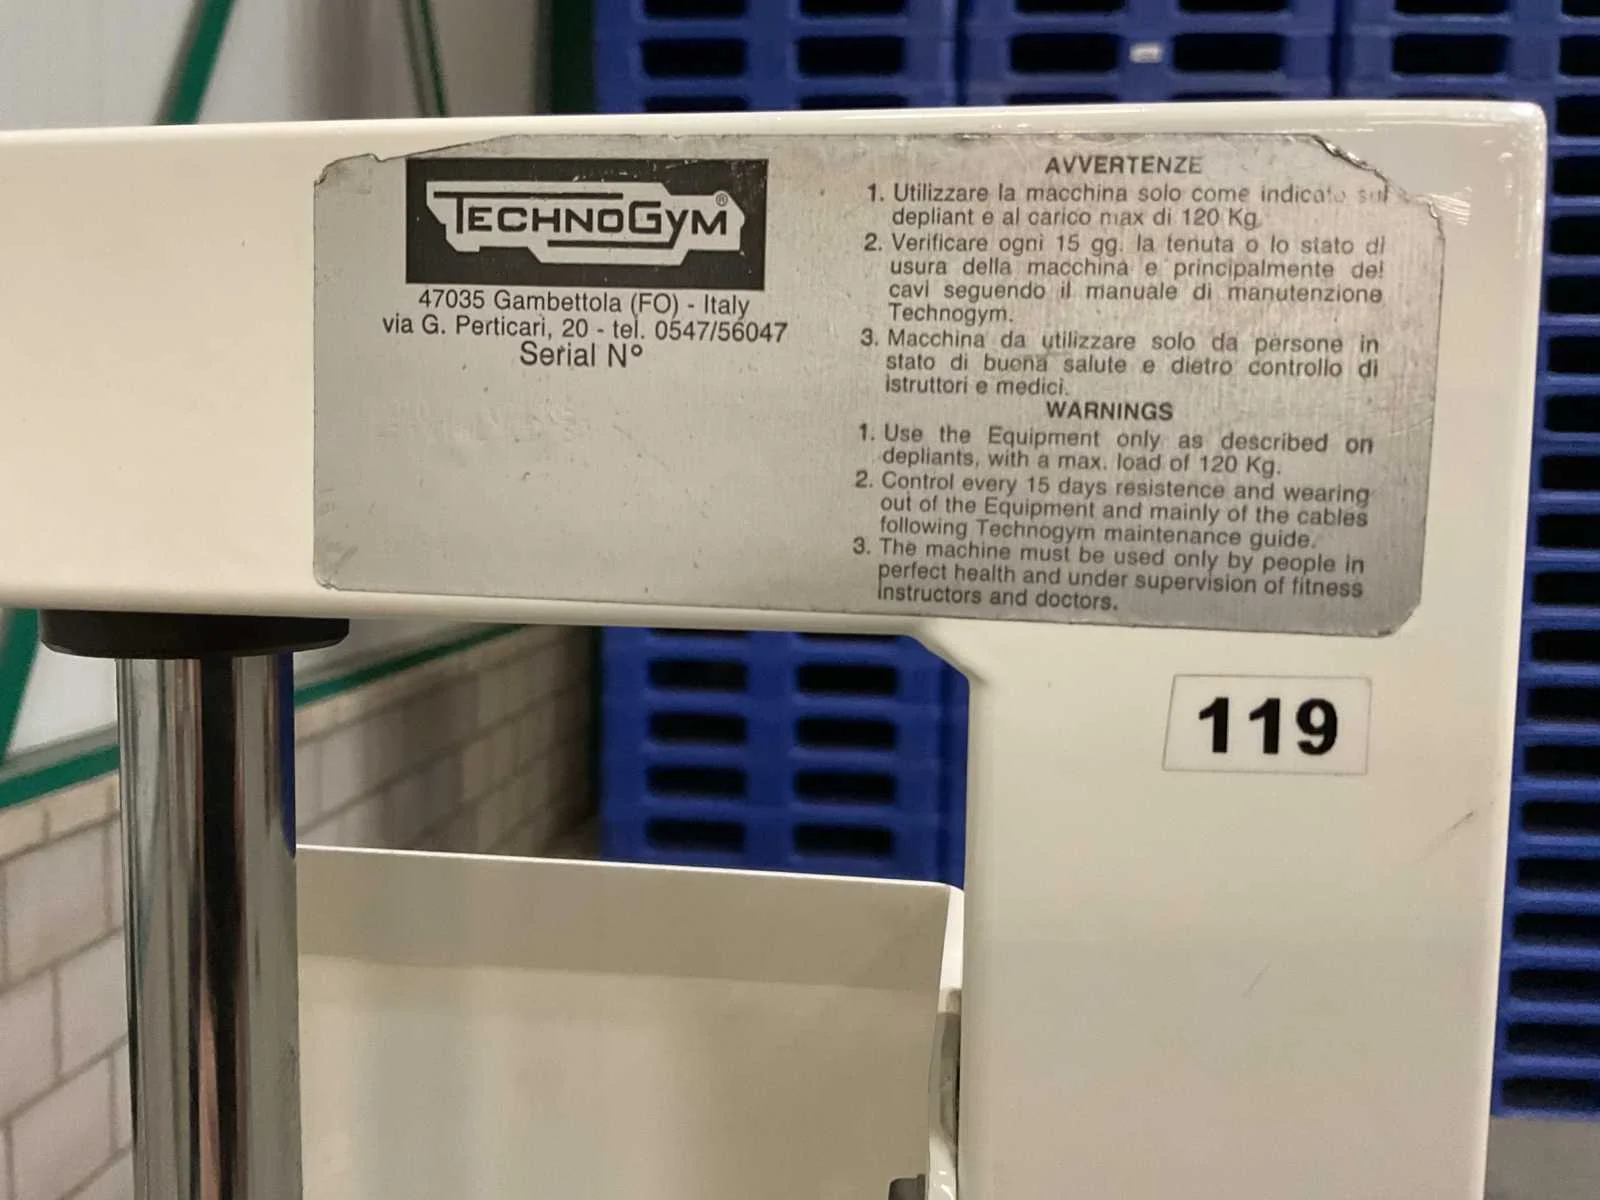 TECHNOGYM®
47035 Gambettola (FO) - Italy
via G. Perticari, 20 - tel. 0547/56047
Serial N°
AVVERTENZE
1. Utilizzare la macchina solo come indicato sul
depliant e al carico max di 120 Kg.
2. Verificare ogni 15 gg. la tenuta o lo stato di
usura della macchina e principalmente dei
cavi seguendo il manuale di manutenzione
Technogym.
3. Macchina da utilizzare solo da persone in
stato di buona salute e dietro controllo di
istruttori e medici.
WARNINGS
1. Use the Equipment only as described on
depliants, with a max. load of 120 Kg.
2. Control every 15 days resistence and wearing
out of the Equipment and mainly of the cables
following Technogym maintenance guide.
3. The machine must be used only by people in
perfect health and under supervision of fitness
instructors and doctors.
119